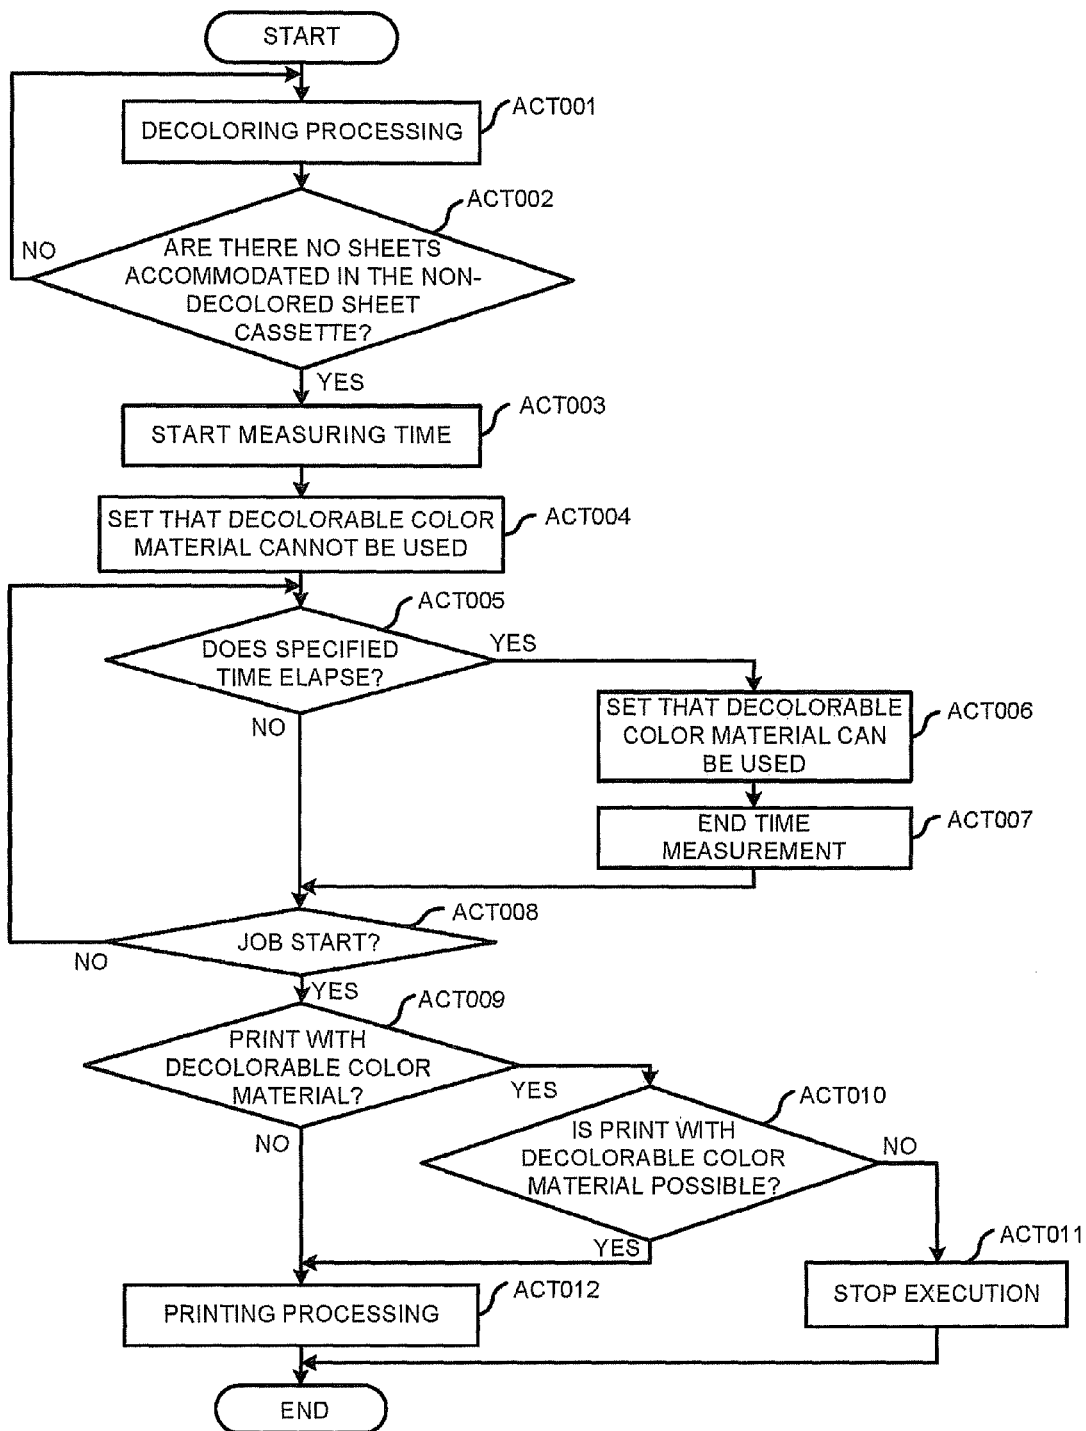 START
DECOLORING PROCESSING
ACT001
ACT002
ARE THERE NO SHEETS
ACCOMMODATED IN THE NON-
DECOLORED SHEET
CASSETTE?
NO
YES
ACT003
START MEASURING TIME
ACT004
SET THAT DECOLORABLE COLOR
MATERIAL CANNOT BE USED
ACT005
DOES SPECIFIED
TIME ELAPSE?
YES
NO
SET THAT DECOLORABLE
COLOR MATERIAL CAN
BE USED
ACT006
END TIME
MEASUREMENT
ACT007
ACT008
JOB START?
NO
YES
ACT009
PRINT WITH
DECOLORABLE COLOR
MATERIAL?
YES
NO
ACT010
IS PRINT WITH
DECOLORABLE COLOR
MATERIAL POSSIBLE?
NO
YES
ACT011
STOP EXECUTION
ACT012
PRINTING PROCESSING
END